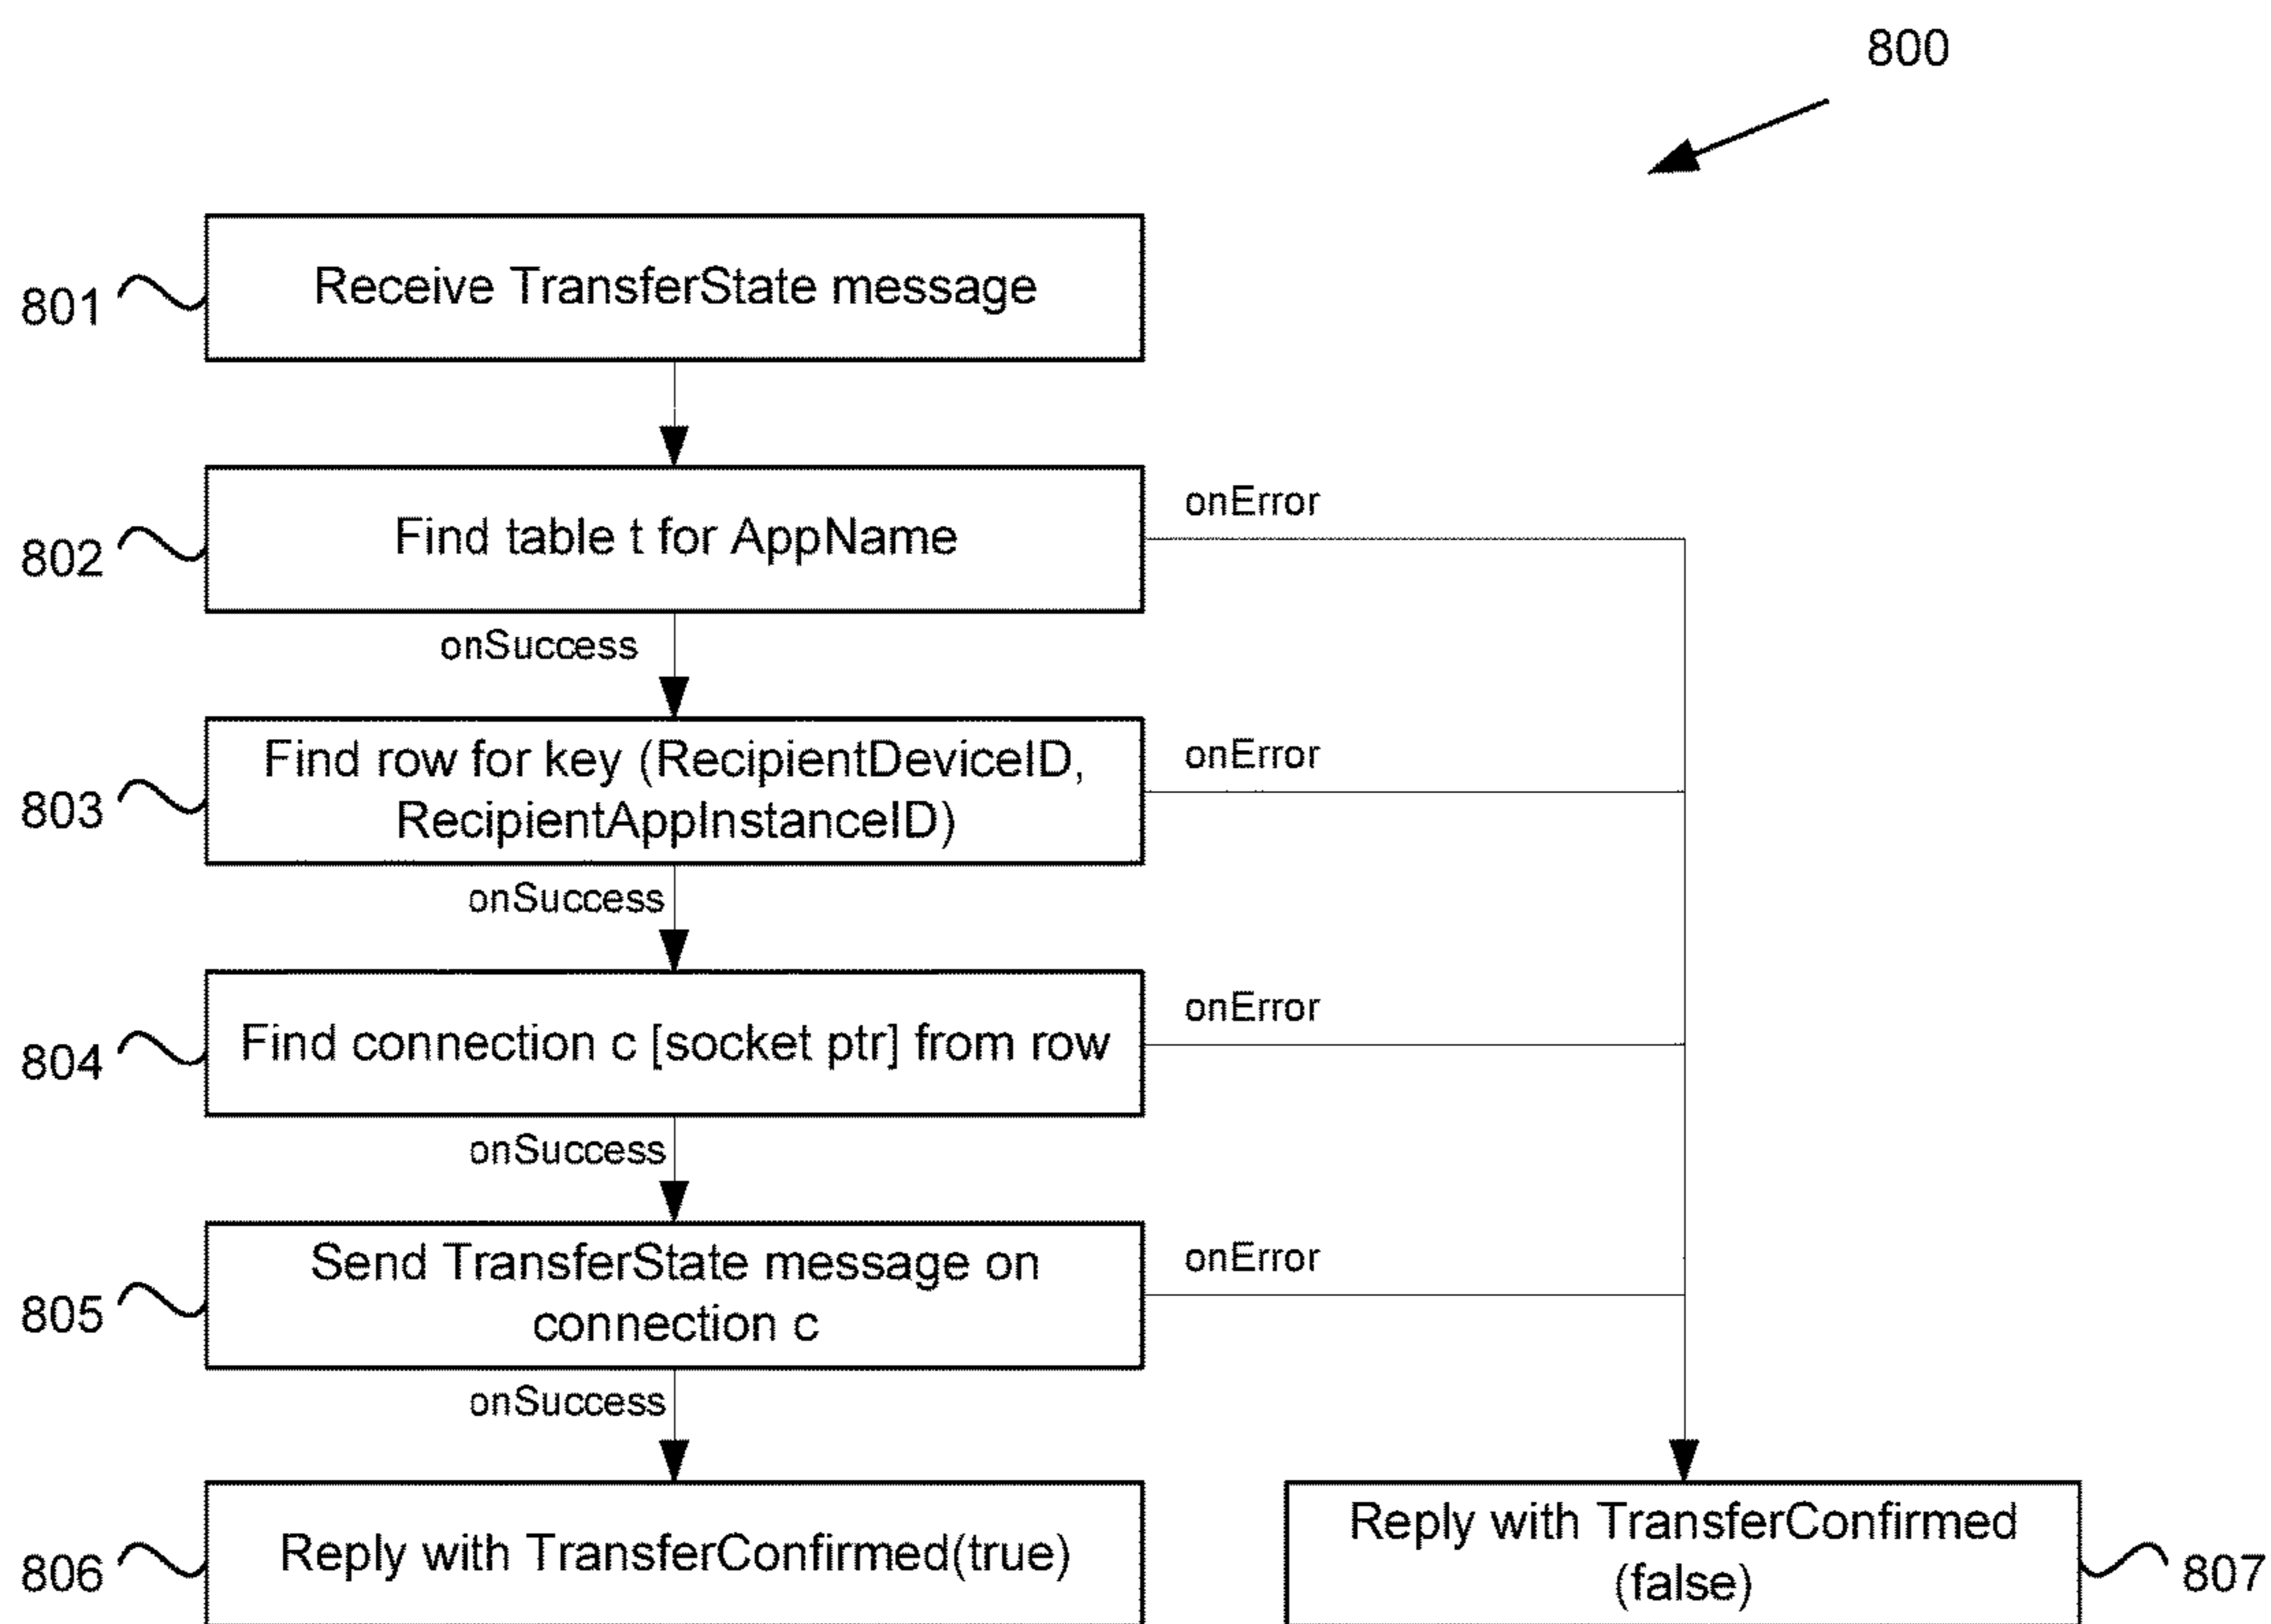 800
Receive TransferState message
801
onError
Find table t for AppName
802
onSuccess
Find row for key (RecipientDeviceID,
onError
RecipientAppInstanceID)
803
onSuccess
onError
Find connection c [socket ptr] from row
804
onSuccess
Send TransferState message on
onError
connection c
805
onSuccess
Reply with TransferConfirmed(true)
806
Reply with TransferConfirmed
(false)
807